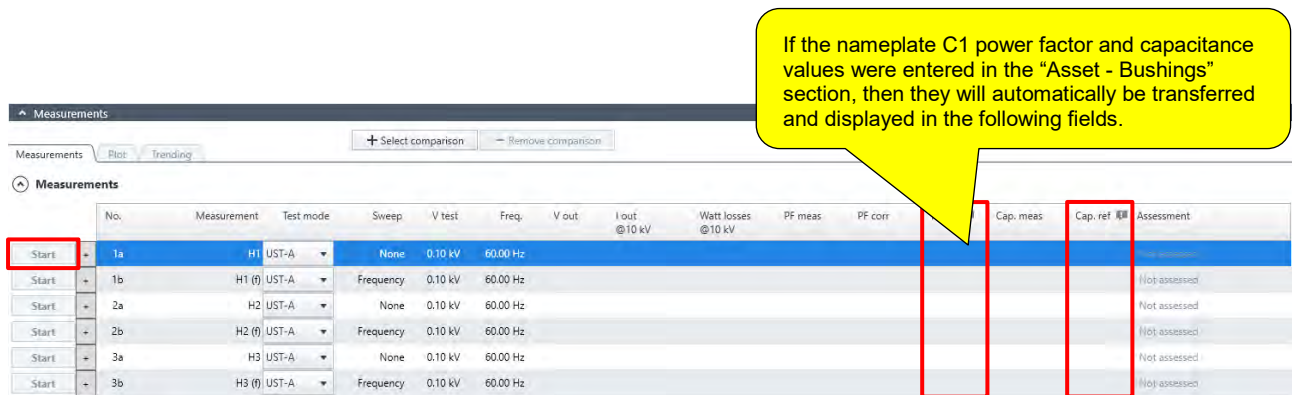 If the nameplate C1 power factor and capacitance
values were entered in the “Asset - Bushings”
section, then they will automatically be transferred
and displayed in the following fields.
Measurements
+ Select comparison − Remove comparison
Measurements Plot Trending
Measurements
No. Measurement Test mode Sweep V test Freq. V out I out @10 kV Watt losses @10 kV PF meas PF corr Cap. meas Cap. ref Assessment
Start + 1a H1 UST-A None 0.10 kV 60.00 Hz Not assessed
Start + 1b H1 (f) UST-A Frequency 0.10 kV 60.00 Hz Not assessed
Start + 2a H2 UST-A None 0.10 kV 60.00 Hz Not assessed
Start + 2b H2 (f) UST-A Frequency 0.10 kV 60.00 Hz Not assessed
Start + 3a H3 UST-A None 0.10 kV 60.00 Hz Not assessed
Start + 3b H3 (f) UST-A Frequency 0.10 kV 60.00 Hz Not assessed